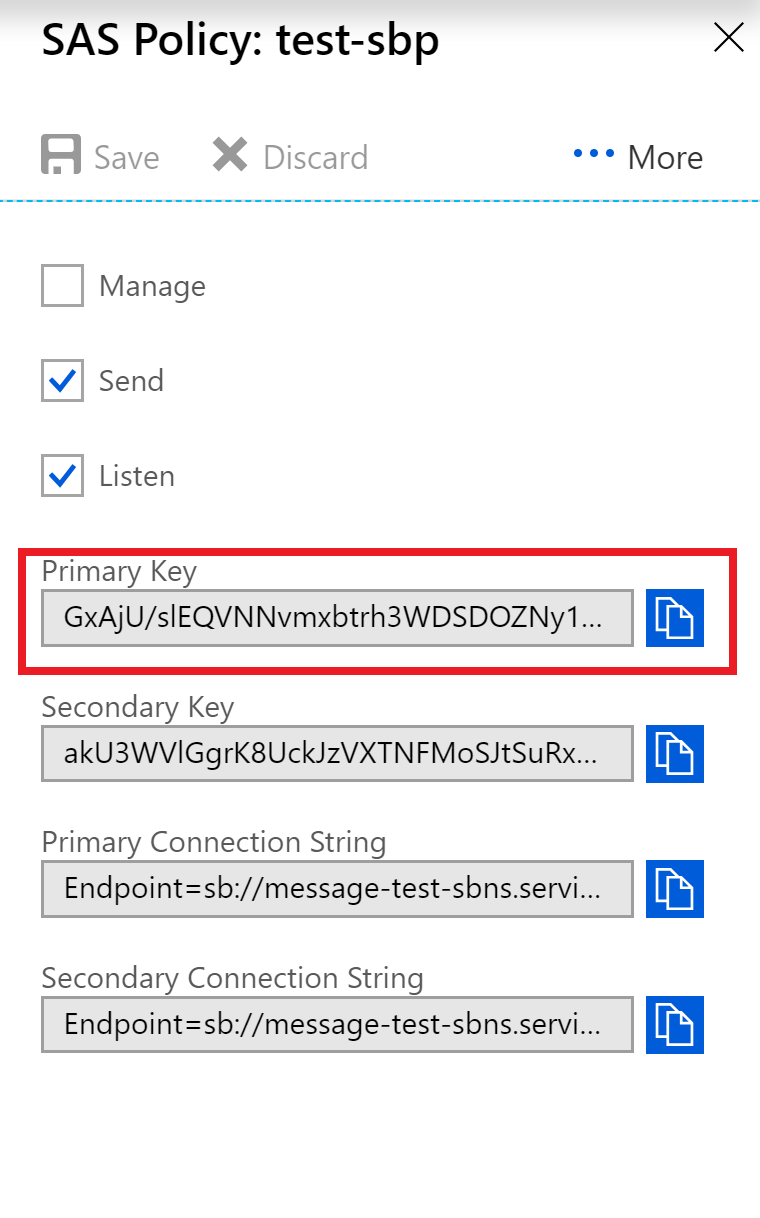 SAS Policy: test-sbp
Save Discard More
Manage
Send
Listen
Primary Key
GxAjU/slEQVNNvmxbtrh3WDSDOZNy1...
Secondary Key
akU3WVlGgrK8UckJzVXTNFMoSJtSuRx...
Primary Connection String
Endpoint=sb://message-test-sbns.servi...
Secondary Connection String
Endpoint=sb://message-test-sbns.servi...